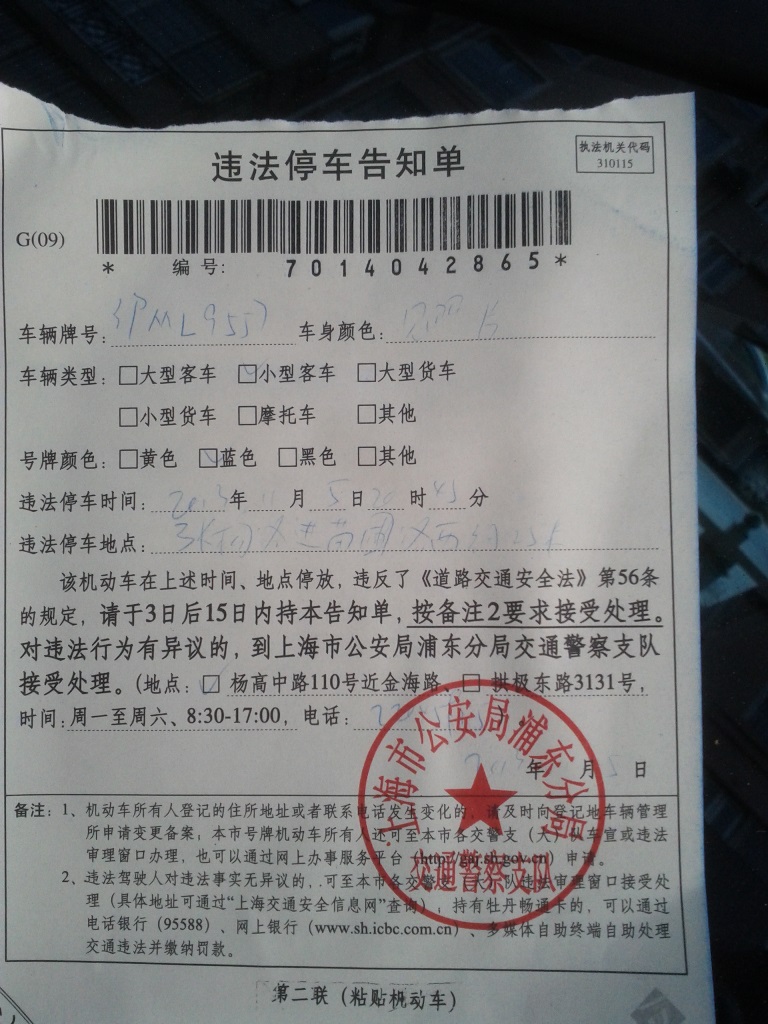 违法停车告知单
执法机关代码
310115
G(09)
* 编号: 70140428 65*
车辆牌号: 沪ML9557 车身颜色:
车辆类型: □大型客车 ☑小型客车 □大型货车
□小型货车 □摩托车 □其他
号牌颜色: □黄色 ☑蓝色 □黑色 □其他
违法停车时间: 2013年11月5日20时45分
违法停车地点:
该机动车在上述时间、地点停放，违反了《道路交通安全法》第56条
的规定，请于3日后15日内持本告知单，按备注2要求接受处理。
对违法行为有异议的，到上海市公安局浦东分局交通警察支队
接受处理。(地点: ☑ 杨高中路110号近金海路、□ 拱极东路3131号，
时间: 周一至周六、8:30-17:00，电话:
年 月5日
上海市公安局浦东分局
交通警察支队
备注: 1、机动车所有人登记的住所地址或者联系电话发生变化的，请及时向登记地车辆管理
所申请变更备案；本市号牌机动车所有人还可至本市各交警支（大）队车宣或违法
审理窗口办理，也可以通过网上办事服务平台（http://gaj.sh.gov.cn）申请。
2、违法驾驶人对违法事实无异议的，可至本市各交警支（大）队违法审理窗口接受处
理（具体地址可通过“上海交通安全信息网”查询），持有牡丹畅通卡的，可以通过
电话银行（95588）、网上银行（www.sh.icbc.com.cn）、多媒体自助终端自助处理
交通违法并缴纳罚款。
第二联（粘贴机动车）